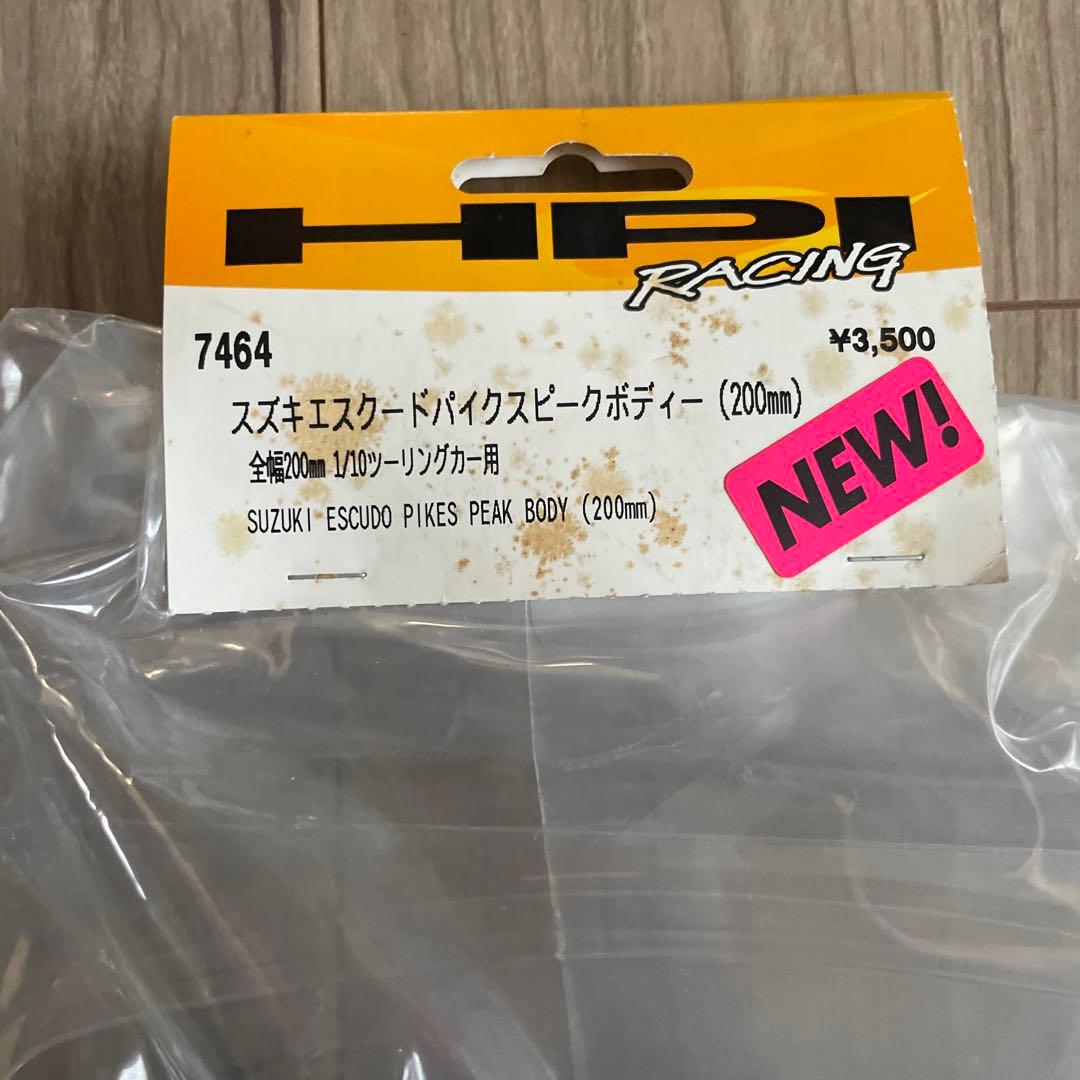 HPI
RACING
7464
¥3,500
スズキエスクードパイクスピークボディー(200mm)
全幅200mm 1/10ツーリングカー用
SUZUKI ESCUDO PIKES PEAK BODY (200mm)
NEW!